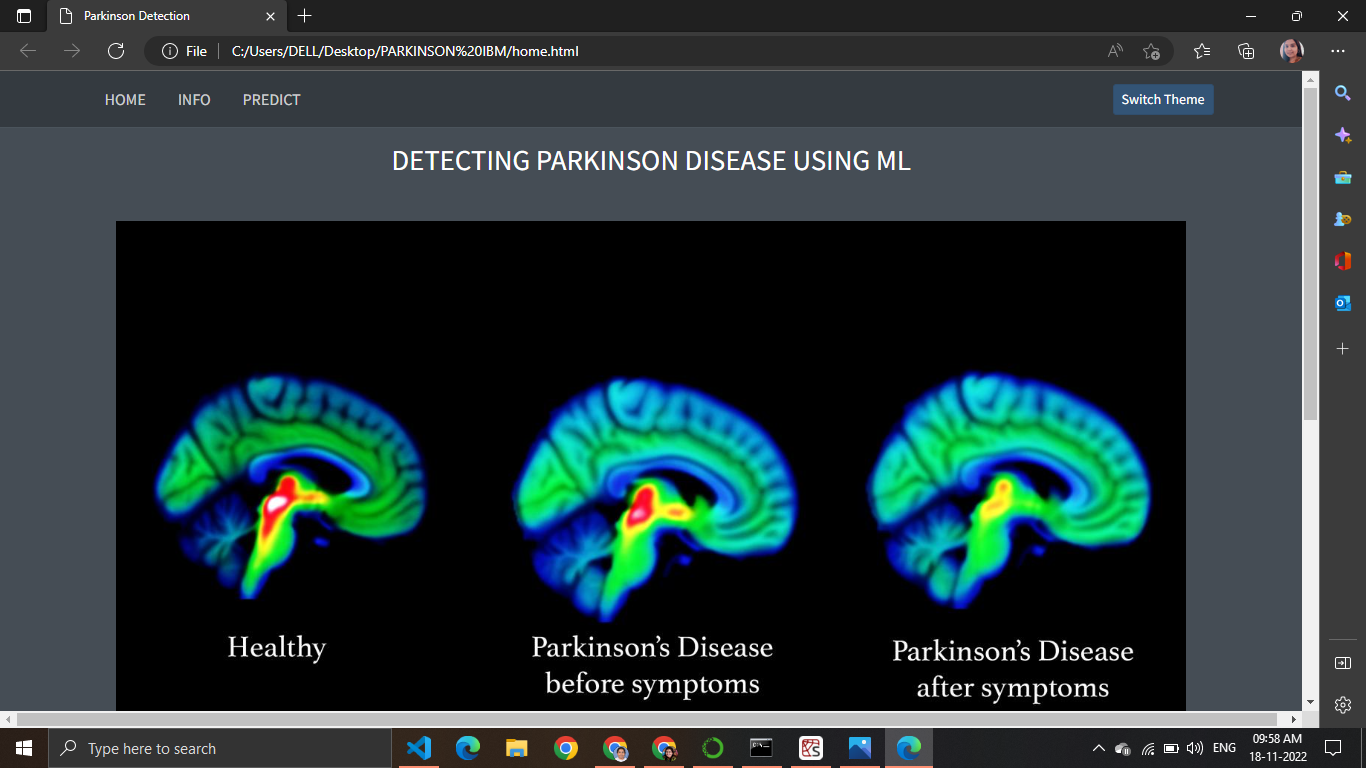 Parkinson Detection
File
C:/Users/DELL/Desktop/PARKINSON%20IBM/home.html
HOME
INFO
PREDICT
Switch Theme
DETECTING PARKINSON DISEASE USING ML
Healthy
Parkinson's Disease
before symptoms
Parkinson's Disease
after symptoms
Type here to search
ENG
09:58 AM
18-11-2022